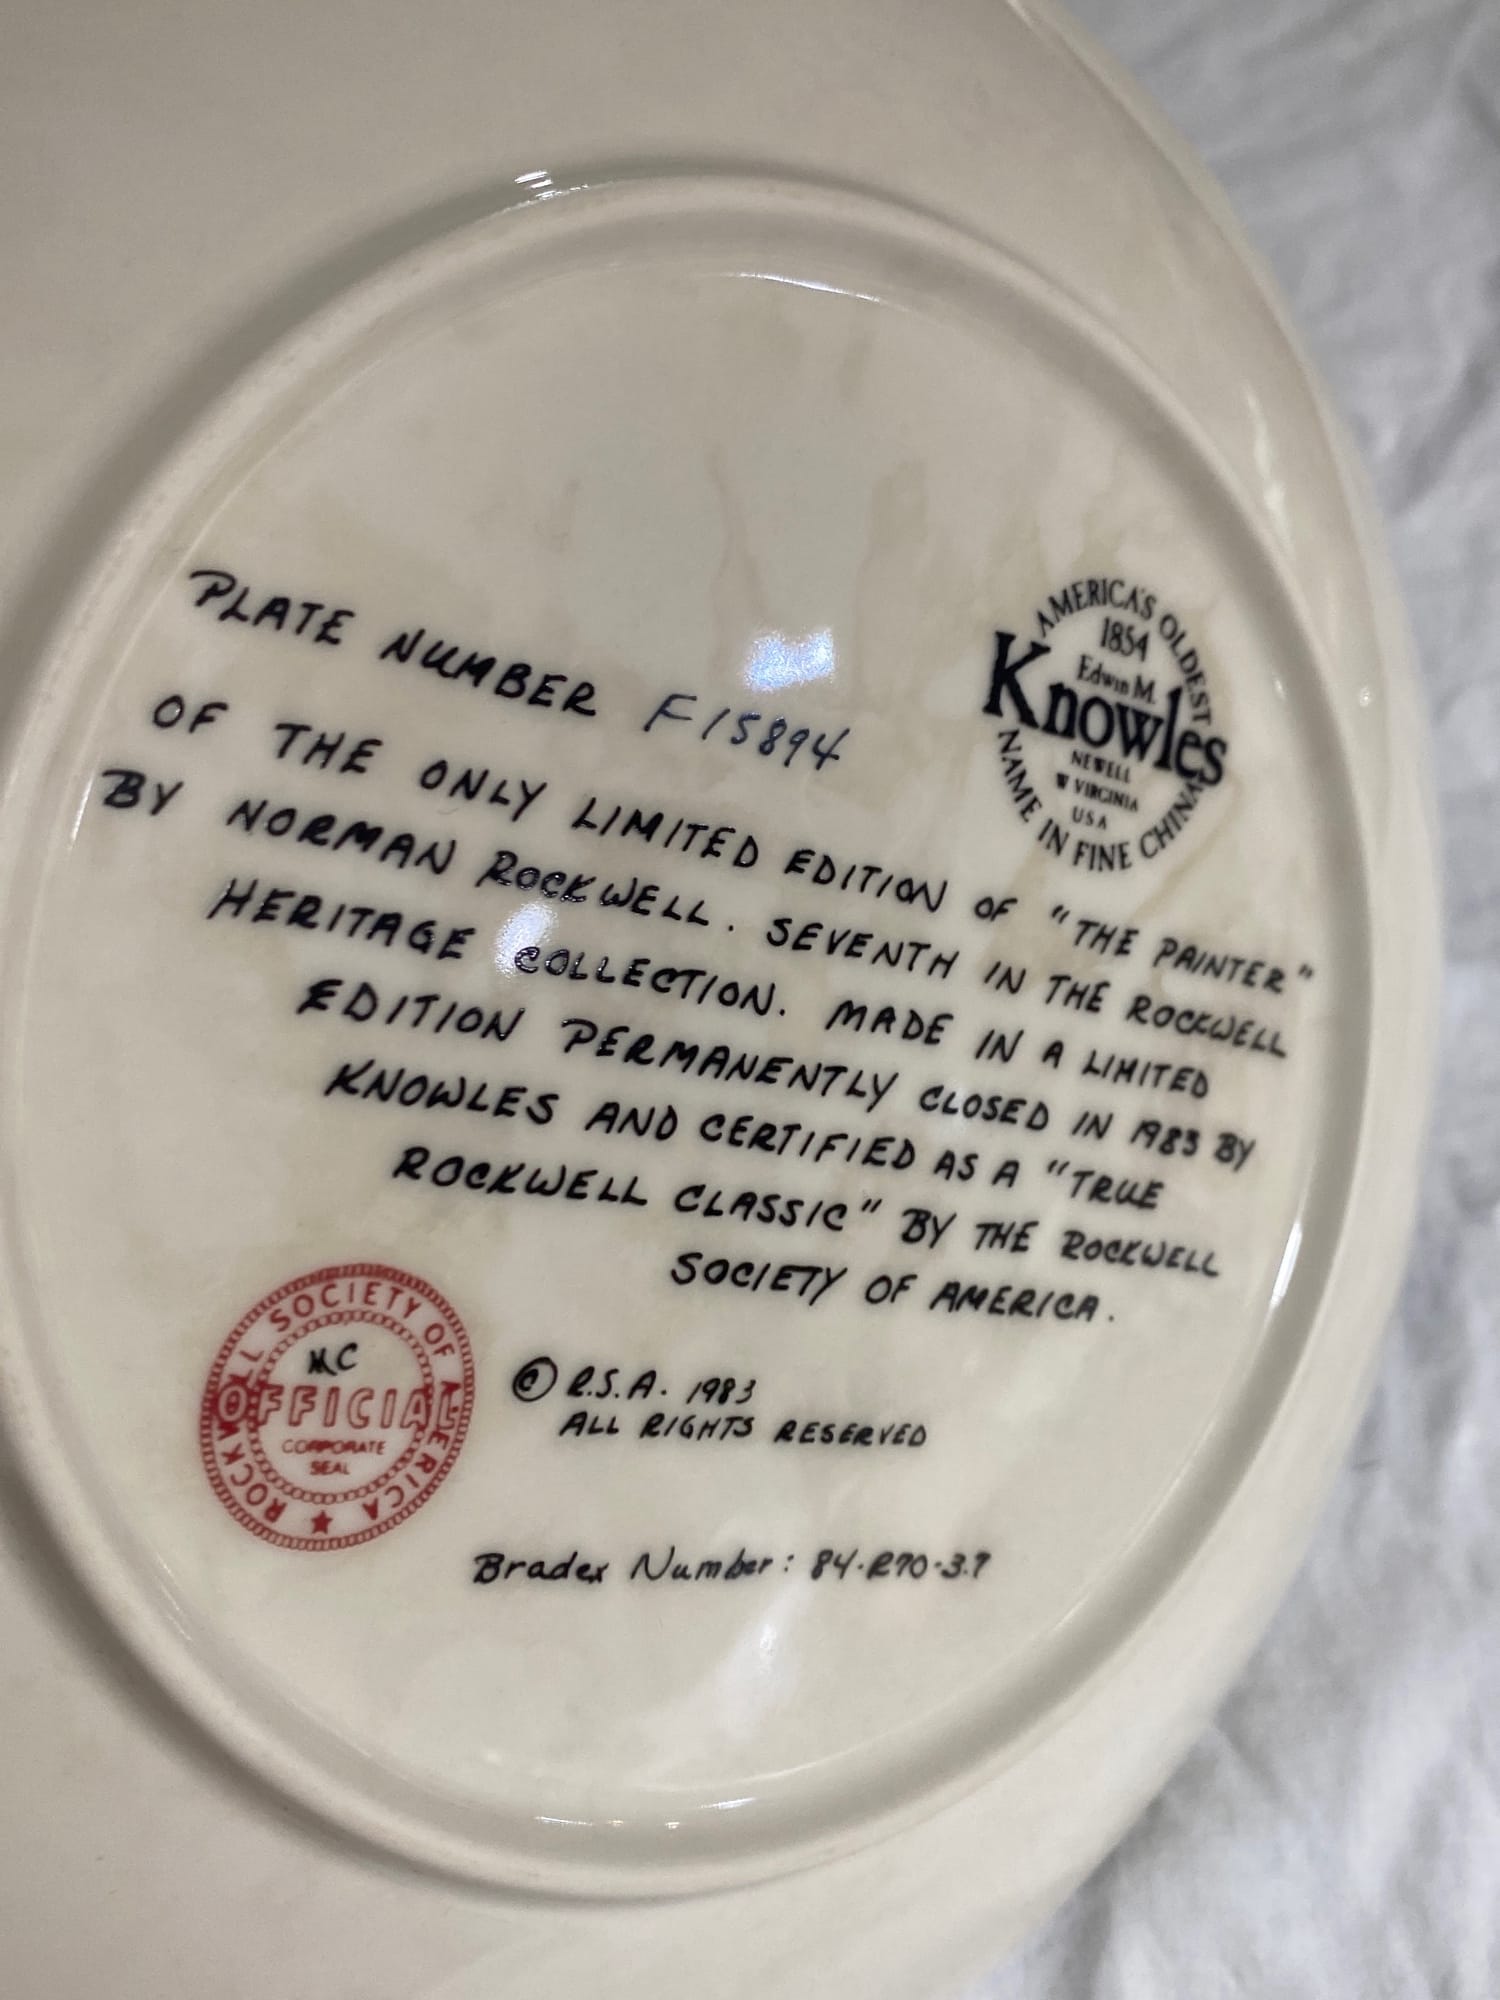 PLATE NUMBER F15894
OF THE ONLY LIMITED EDITION OF "THE PAINTER"
BY NORMAN ROCKWELL. SEVENTH IN THE ROCKWELL
HERITAGE COLLECTION. MADE IN A LIMITED
EDITION PERMANENTLY CLOSED IN 1983 BY
KNOWLES AND CERTIFIED AS A "TRUE
ROCKWELL CLASSIC" BY THE ROCKWELL
SOCIETY OF AMERICA.
AMERICA'S OLDEST
1854
Edwin M.
Knowles
NEWELL
W VIRGINIA
USA
NAME IN FINE CHINA
ROCKWELL SOCIETY OF AMERICA
MC
OFFICIAL
CORPORATE
SEAL
© R.S.A. 1983
ALL RIGHTS RESERVED
Bradex Number: 84-R70-3.7